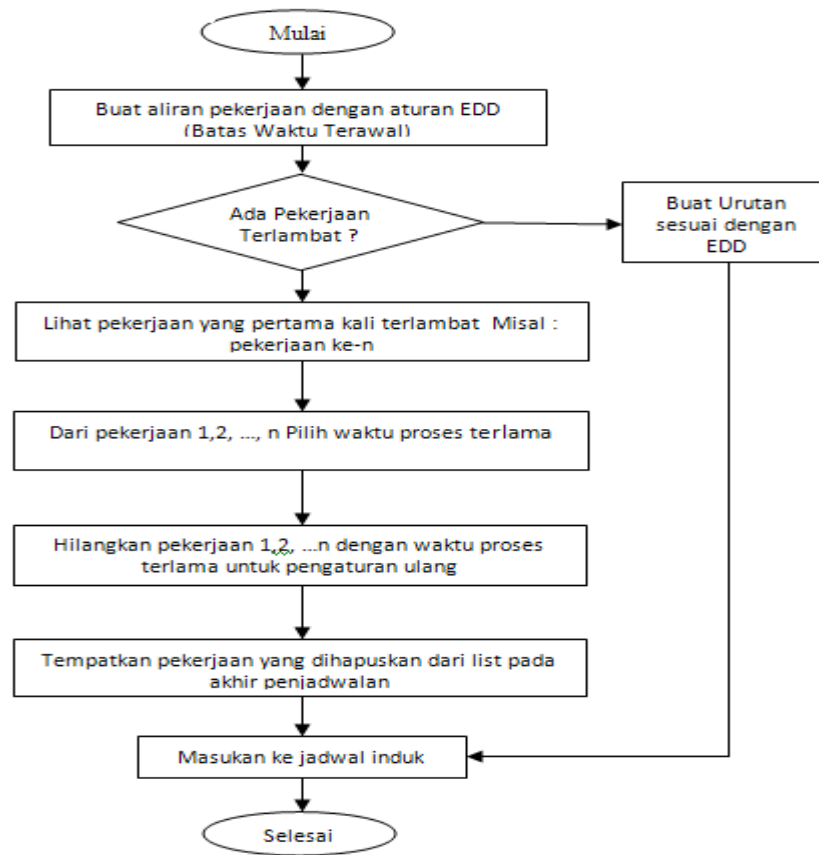 Mulai
Buat aliran pekerjaan dengan aturan EDD
(Batas Waktu Terawal)
Ada Pekerjaan
Terlambat ?
Buat Urutan
sesuai dengan
EDD
Lihat pekerjaan yang pertama kali terlambat Misal :
pekerjaan ke-n
Dari pekerjaan 1,2, ..., n Pilih waktu proses terlama
Hilangkan pekerjaan 1,2, ...n dengan waktu proses
terlama untuk pengaturan ulang
Tempatkan pekerjaan yang dihapuskan dari list pada
akhir penjadwalan
Masukan ke jadwal induk
Selesai